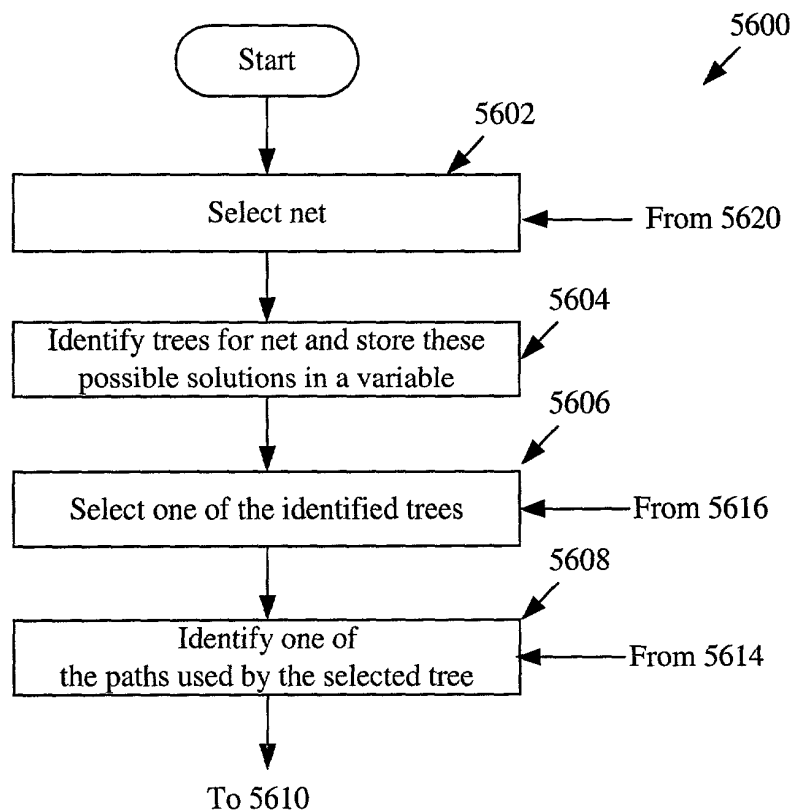 5600
Start
5602
Select net
From 5620
5604
Identify trees for net and store these
possible solutions in a variable
5606
Select one of the identified trees
From 5616
5608
Identify one of
the paths used by the selected tree
From 5614
To 5610